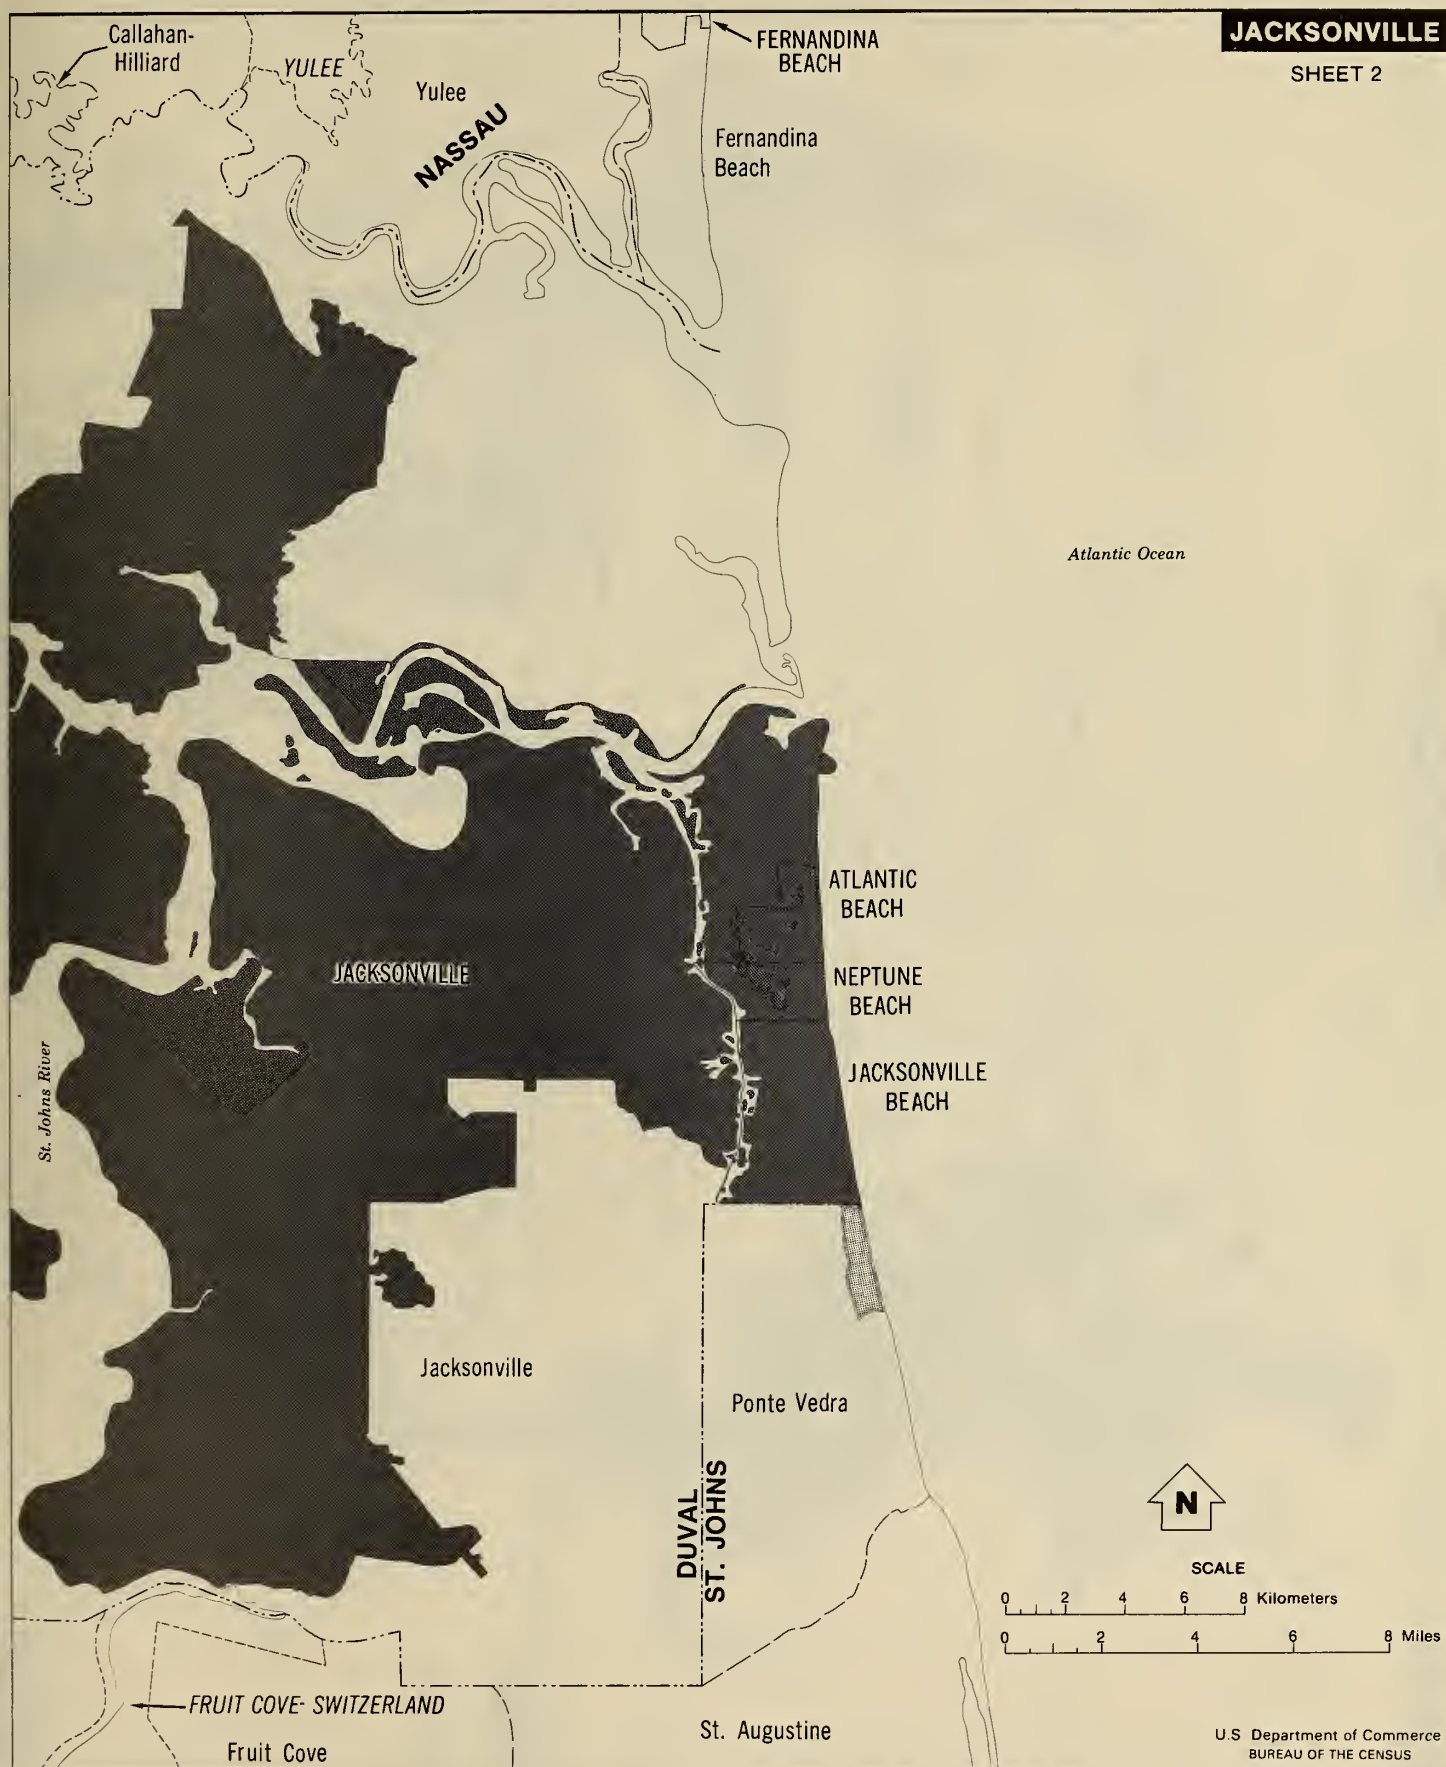 JACKSONVILLE
SHEET 2
Callahan-
Hilliard
YULEE
Yulee
NASSAU
FERNANDINA
BEACH
Fernandina
Beach
Atlantic Ocean
ATLANTIC
BEACH
JACKSONVILLE
NEPTUNE
BEACH
JACKSONVILLE
BEACH
St. Johns River
Jacksonville
Ponte Vedra
DUVAL
ST. JOHNS
N
SCALE
0 2 4 6 8 Kilometers
0 2 4 6 8 Miles
FRUIT COVE- SWITZERLAND
Fruit Cove
St. Augustine
U.S Department of Commerce
BUREAU OF THE CENSUS